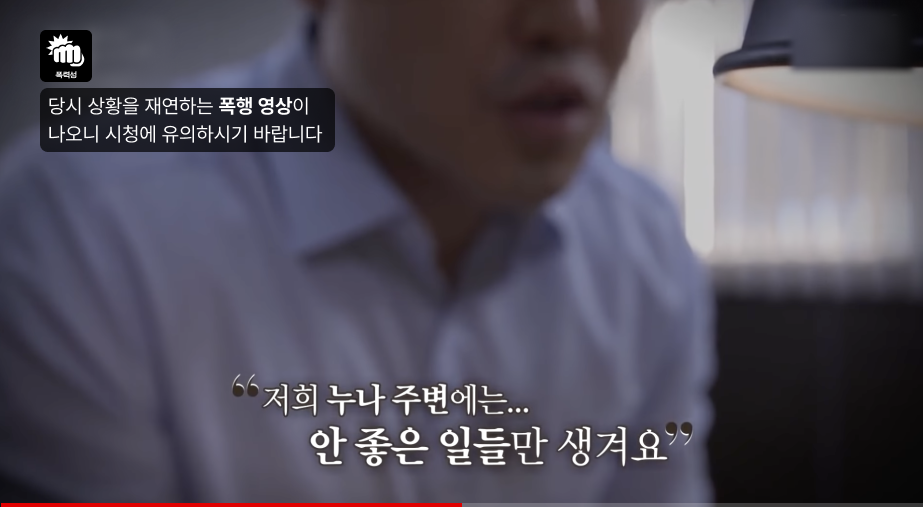 폭력성
당시 상황을 재연하는 폭행 영상이
나오니 시청에 유의하시기 바랍니다
“저희 누나 주변에는...
안 좋은 일들만 생겨요”